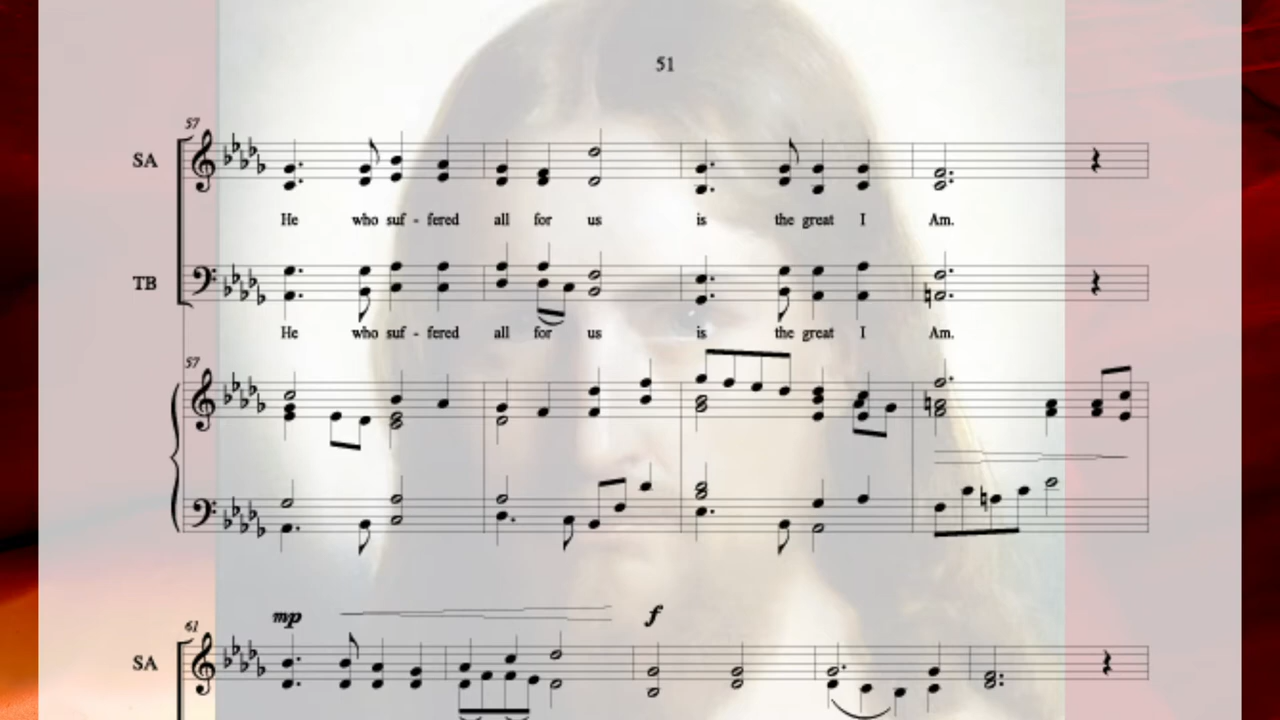 51
57
SA
He who suf - fered all for us is the great I Am.
TB
He who suf - fered all for us is the great I Am.
57
mp f
61
SA